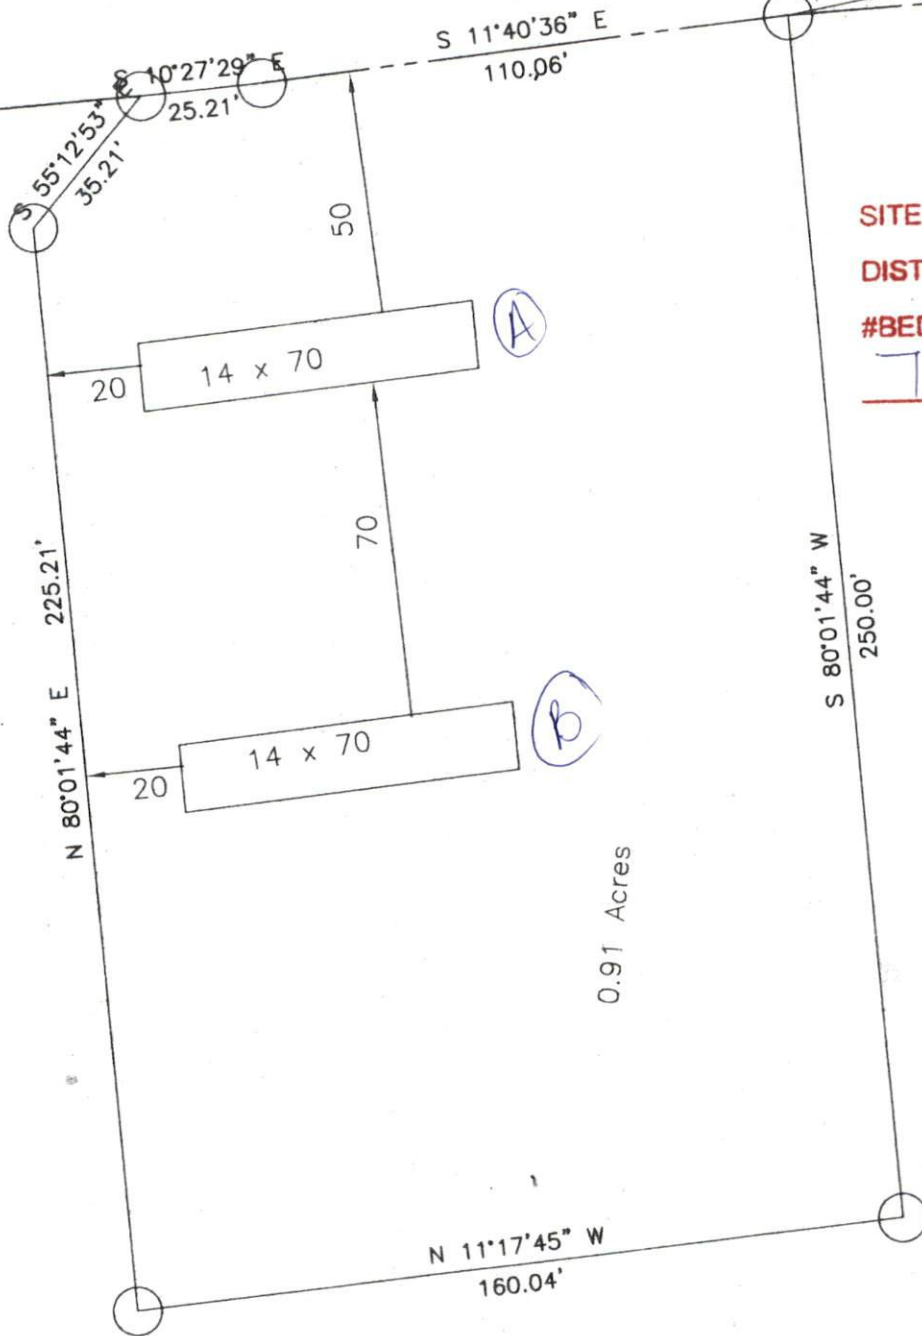 S 11°40'36" E
110.06'
S 10°27'29" E
25.21'
S 55°12'53" E
35.21'
SITE
DIST
#BED
50
A
14 x 70
20
70
N 80°01'44" E 225.21'
S 80°01'44" W
250.00'
B
14 x 70
20
0.91 Acres
N 11°17'45" W
160.04'